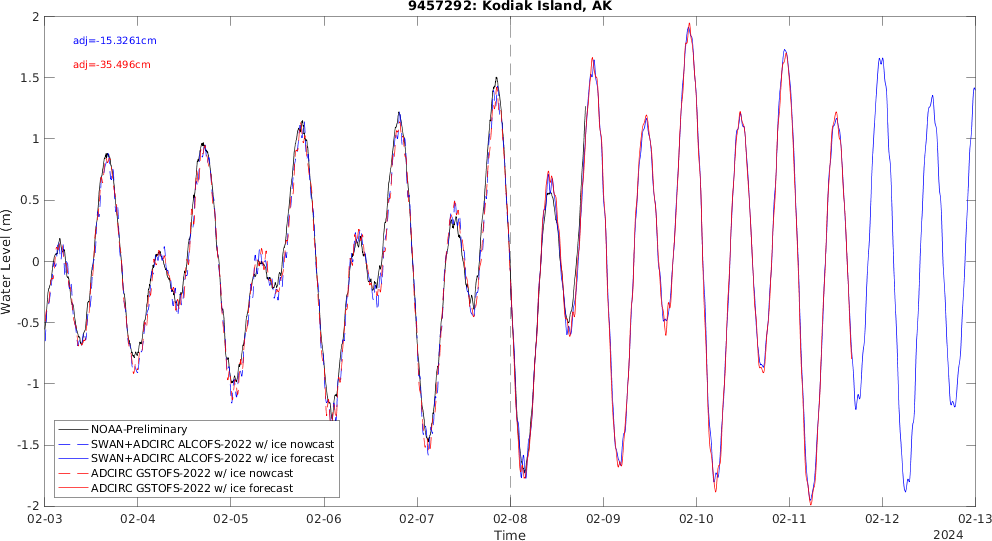 9457292: Kodiak Island, AK
adj=-15.3261cm
adj=-35.496cm
Water Level (m)
2
1.5
1
0.5
0
-0.5
-1
-1.5
-2
NOAA-Preliminary
SWAN+ADCIRC ALCOFS-2022 w/ ice nowcast
SWAN+ADCIRC ALCOFS-2022 w/ ice forecast
ADCIRC GSTOFS-2022 w/ ice nowcast
ADCIRC GSTOFS-2022 w/ ice forecast
02-03 02-04 02-05 02-06 02-07 02-08 02-09 02-10 02-11 02-12 02-13
Time
2024